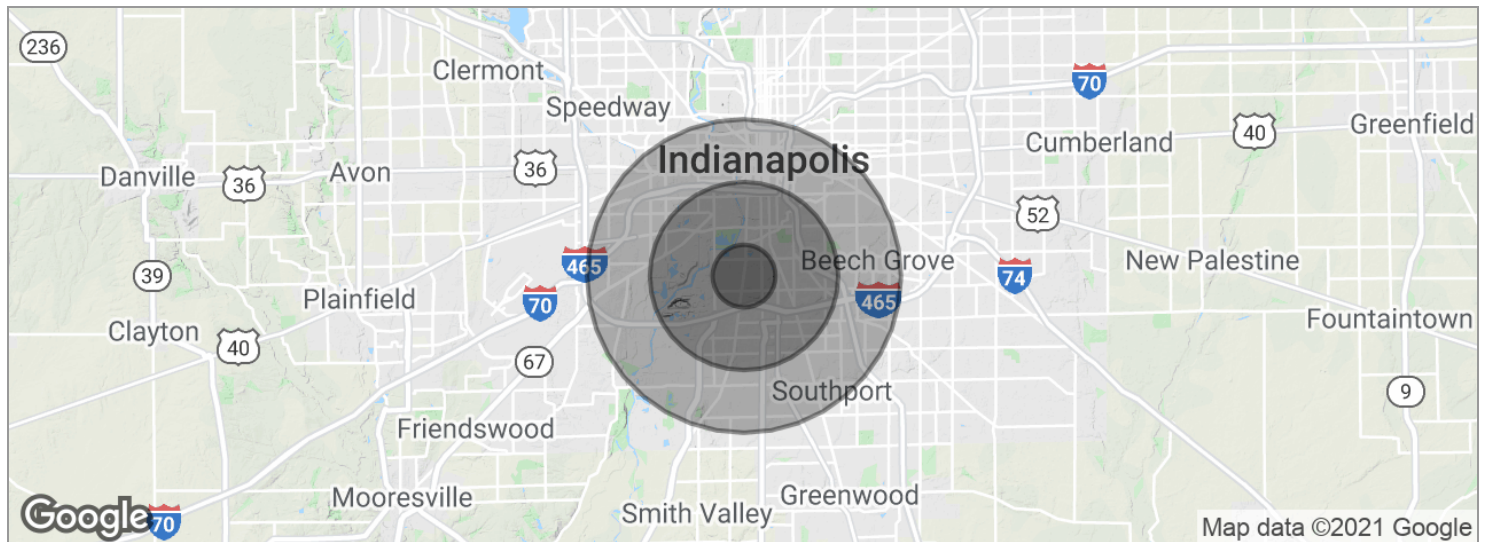 236
Clermont
70
Speedway
40
Greenfield
Cumberland
Indianapolis
36
Danville
36
Avon
52
Beech Grove
New Palestine
465
74
39
70
465
Plainfield
Clayton
Fountaintown
40
67
Southport
9
Friendswood
Mooresville
Greenwood
Smith Valley
Google
70
Map data ©2021 Google